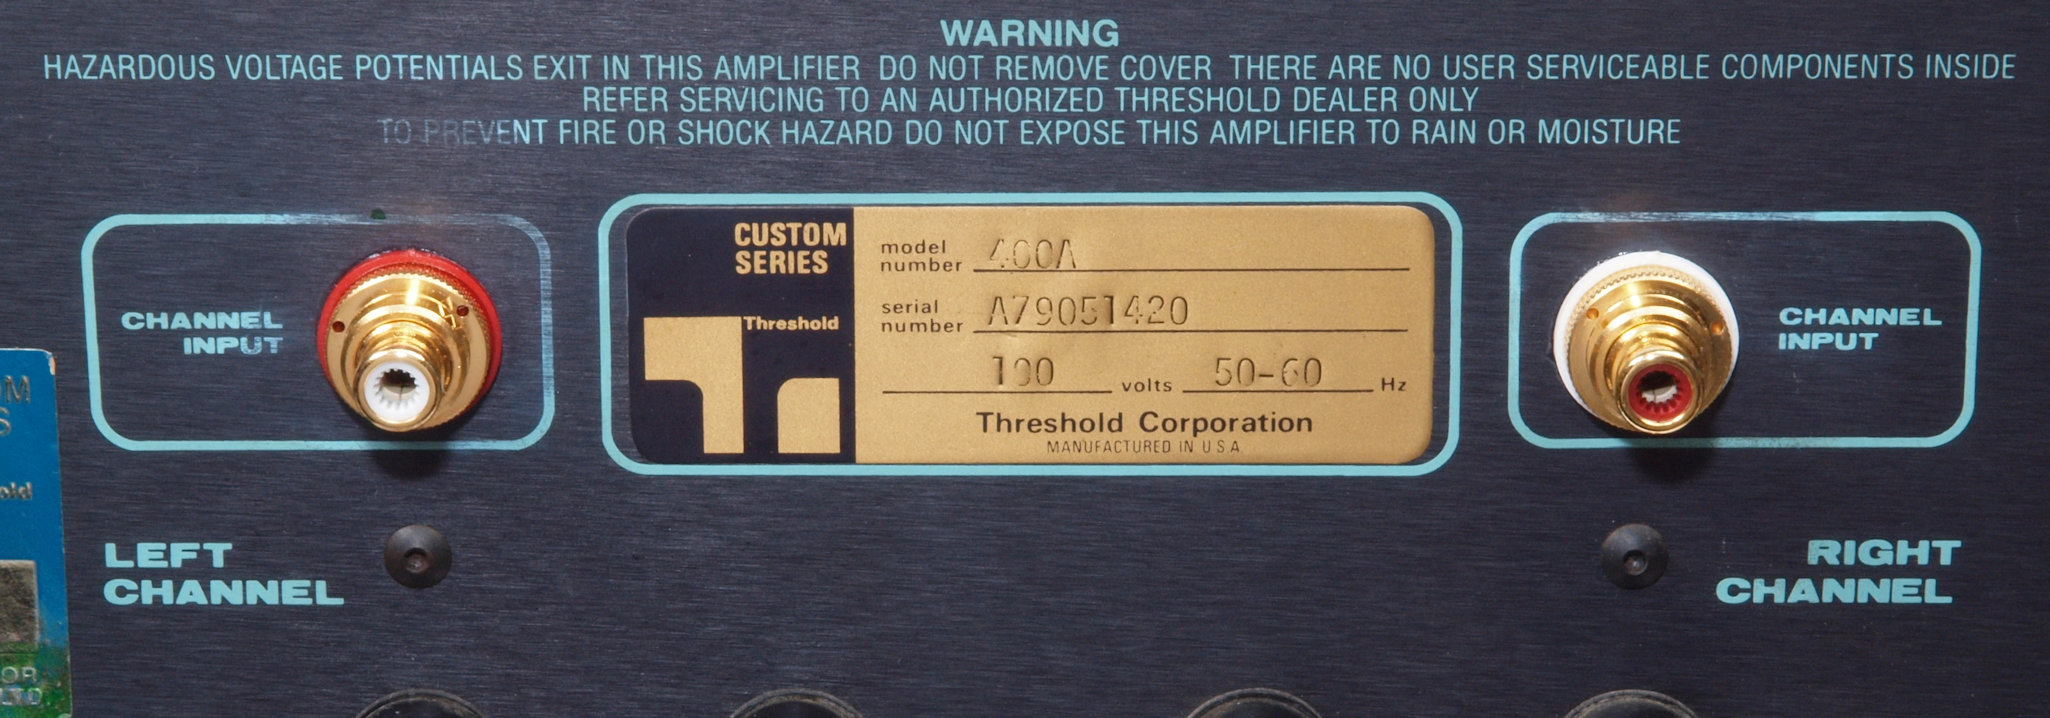 WARNING
HAZARDOUS VOLTAGE POTENTIALS EXIT IN THIS AMPLIFIER DO NOT REMOVE COVER THERE ARE NO USER SERVICEABLE COMPONENTS INSIDE
REFER SERVICING TO AN AUTHORIZED THRESHOLD DEALER ONLY
TO PREVENT FIRE OR SHOCK HAZARD DO NOT EXPOSE THIS AMPLIFIER TO RAIN OR MOISTURE
CHANNEL
INPUT
CUSTOM
SERIES
Threshold
model
number 400A
serial
number A79051420
100 volts 50-60 Hz
Threshold Corporation
MANUFACTURED IN U.S.A.
CHANNEL
INPUT
LEFT
CHANNEL
RIGHT
CHANNEL